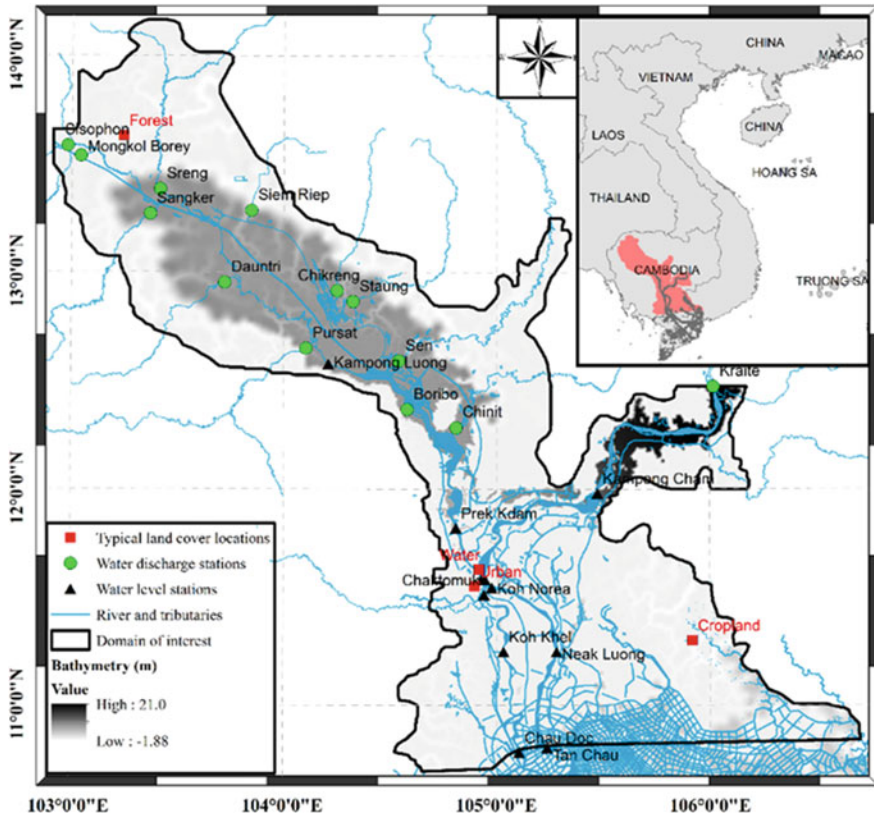 14°0'0"N
13°0'0"N
12°0'0"N
11°0'0"N
103°0'0"E
104°0'0"E
105°0'0"E
106°0'0"E
CHINA
MACAO
VIETNAM
CHINA
LAOS
HOANG SA
THAILAND
CAMBODIA
TRUONG SA
Forest
Sisophon
Mongkol Borey
Sreng
Sangker
Siem Riep
Dauntri
Chikreng
Staung
Pursat
Kampong Luong
Sen
Boribo
Chinit
Kratie
Kampong Cham
Prek Kdam
Water
Urban
Chaktomuk
Koh Norea
Cropland
Koh Khel
Neak Luong
Chau Doc
Tan Chau
Typical land cover locations
Water discharge stations
Water level stations
River and tributaries
Domain of interest
Bathymetry (m)
Value
High : 21.0
Low : -1.88